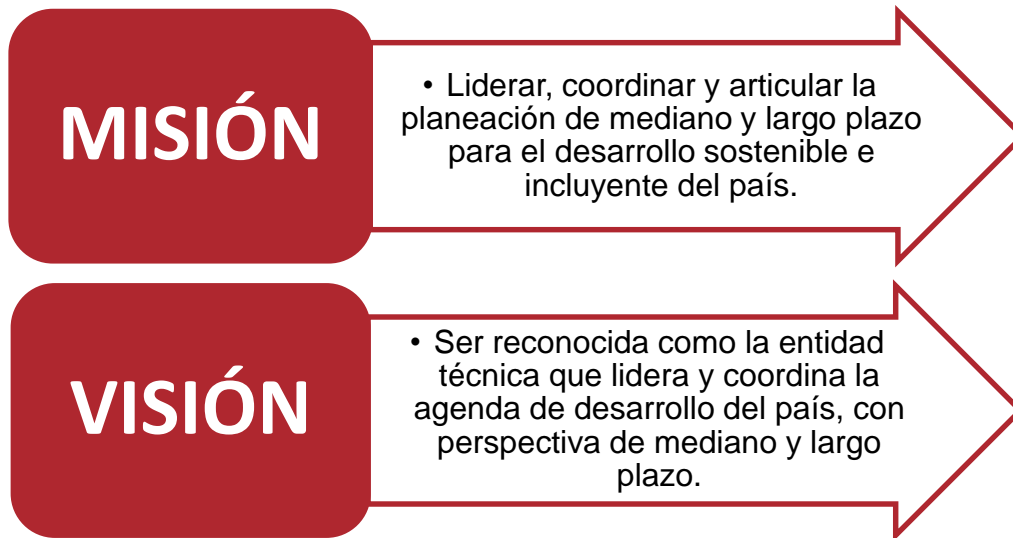 MISIÓN
• Liderar, coordinar y articular la
planeación de mediano y largo plazo
para el desarrollo sostenible e
incluyente del país.
VISIÓN
• Ser reconocida como la entidad
técnica que lidera y coordina la
agenda de desarrollo del país, con
perspectiva de mediano y largo
plazo.